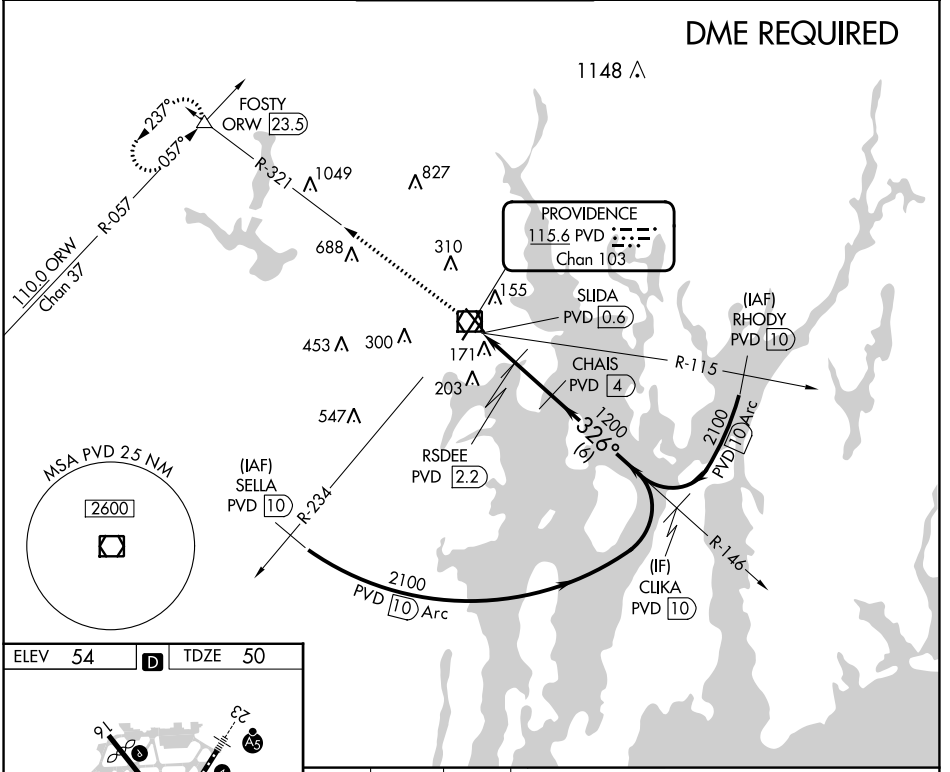 DME REQUIRED
1148
FOSTY
ORW 23.5
237°
057°
R-321
1049
827
R-057
110.0 ORW
Chan 37
688
310
PROVIDENCE
115.6 PVD
Chan 103
155
SLIDA
PVD 0.6
(IAF)
RHODY
PVD 10
453
300
171
R-115
203
CHAIS
PVD 4
547
1200
326°
(6)
2100
PVD 10 Arc
RSDEE
PVD 2.2
MSA PVD 25 NM
2600
(IAF)
SELLA
PVD 10
R-234
R-146
2100
PVD 10 Arc
(IF)
CLIKA
PVD 10
ELEV 54 D TDZE 50
16
23
A5